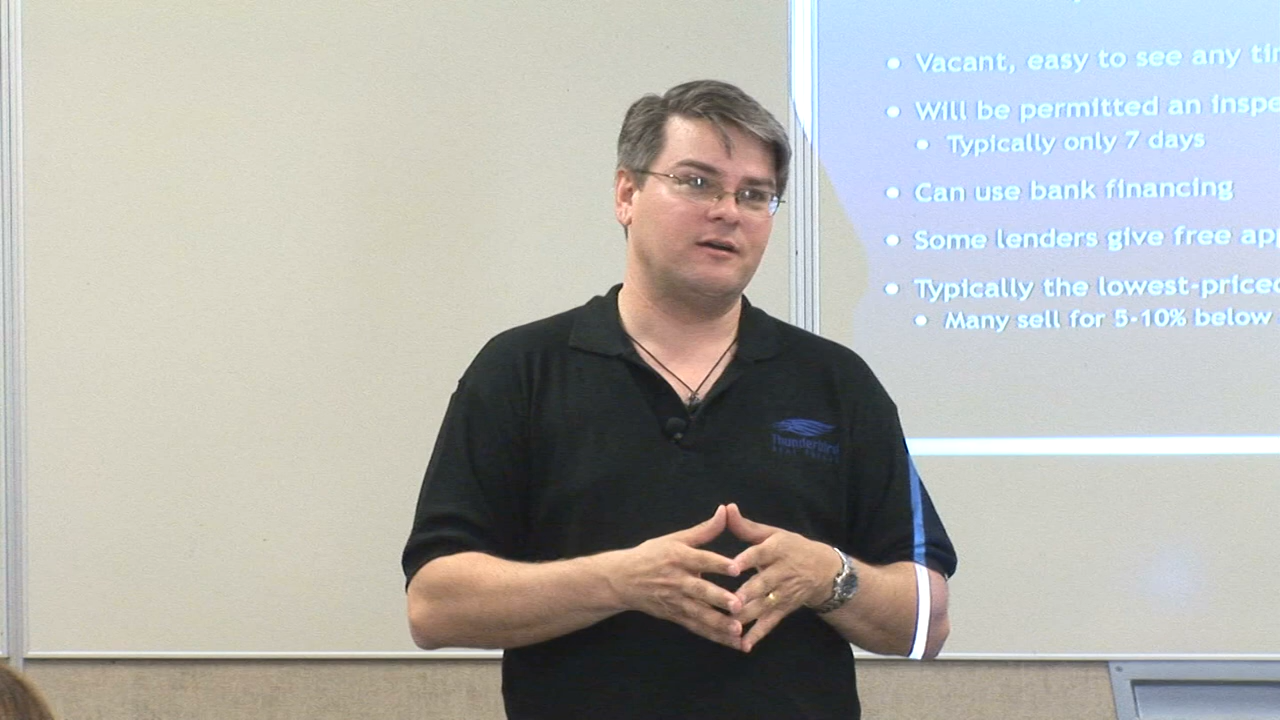 Vacant, easy to see any
Will be permitted an
Typically only 7 days
Can use bank financing
Some lenders give free
Typically the lowest-priced
Many sell for 5-10% below
Thunderbird